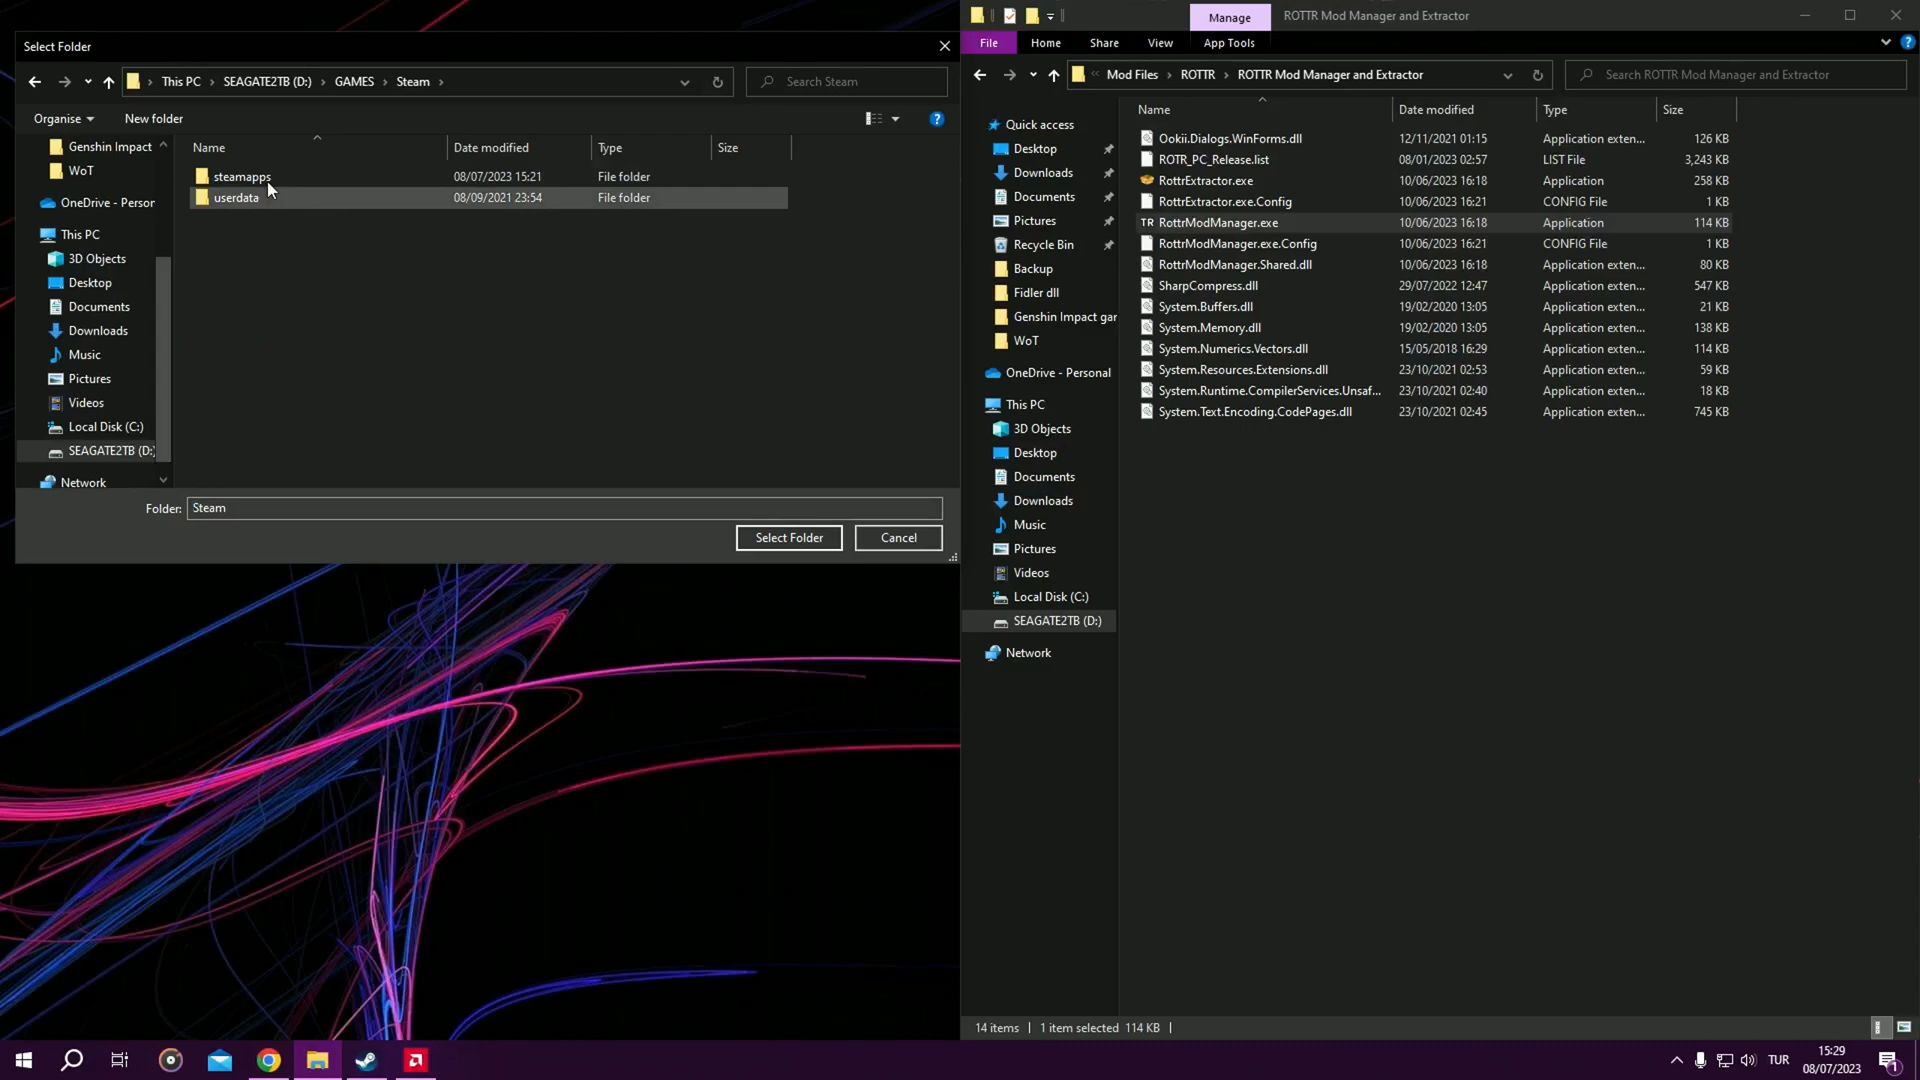 Select Folder
This PC > SEAGATE2TB (D:) > GAMES > Steam >
Search Steam
Organise
New folder
Name Date modified Type Size
Genshin Impact
WoT
OneDrive - Person
This PC
3D Objects
Desktop
Documents
Downloads
Music
Pictures
Videos
Local Disk (C:)
SEAGATE2TB (D:)
Network
steamapps 08/07/2023 15:21 File folder
userdata 08/09/2021 23:54 File folder
Folder: Steam
Select Folder
Cancel
Manage
ROTTR Mod Manager and Extractor
File Home Share View App Tools
« Mod Files > ROTTR > ROTTR Mod Manager and Extractor
Search ROTTR Mod Manager and Extractor
Quick access
Desktop
Downloads
Documents
Pictures
Recycle Bin
Backup
Fidler dll
Genshin Impact gar
WoT
OneDrive - Personal
This PC
3D Objects
Desktop
Documents
Downloads
Music
Pictures
Videos
Local Disk (C:)
SEAGATE2TB (D:)
Network
Name Date modified Type Size
Ookii.Dialogs.WinForms.dll 12/11/2021 01:15 Application exten... 126 KB
ROTR_PC_Release.list 08/01/2023 02:57 LIST File 3,243 KB
RottrExtractor.exe 10/06/2023 16:18 Application 258 KB
RottrExtractor.exe.Config 10/06/2023 16:21 CONFIG File 1 KB
TR RottrModManager.exe 10/06/2023 16:18 Application 114 KB
RottrModManager.exe.Config 10/06/2023 16:21 CONFIG File 1 KB
RottrModManager.Shared.dll 10/06/2023 16:18 Application exten... 80 KB
SharpCompress.dll 29/07/2022 12:47 Application exten... 547 KB
System.Buffers.dll 19/02/2020 13:05 Application exten... 21 KB
System.Memory.dll 19/02/2020 13:05 Application exten... 138 KB
System.Numerics.Vectors.dll 15/05/2018 16:29 Application exten... 114 KB
System.Resources.Extensions.dll 23/10/2021 02:53 Application exten... 59 KB
System.Runtime.CompilerServices.Unsaf... 23/10/2021 02:40 Application exten... 18 KB
System.Text.Encoding.CodePages.dll 23/10/2021 02:45 Application exten... 745 KB
14 items | 1 item selected 114 KB |
TUR
15:29
08/07/2023
1